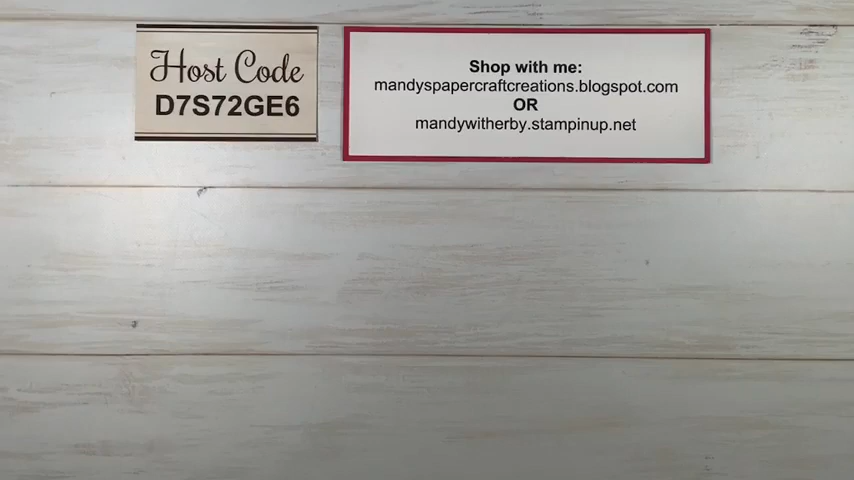 Host Code
D7S72GE6
Shop with me:
mandyspapercraftcreations.blogspot.com
OR
mandywitherby.stampinup.net